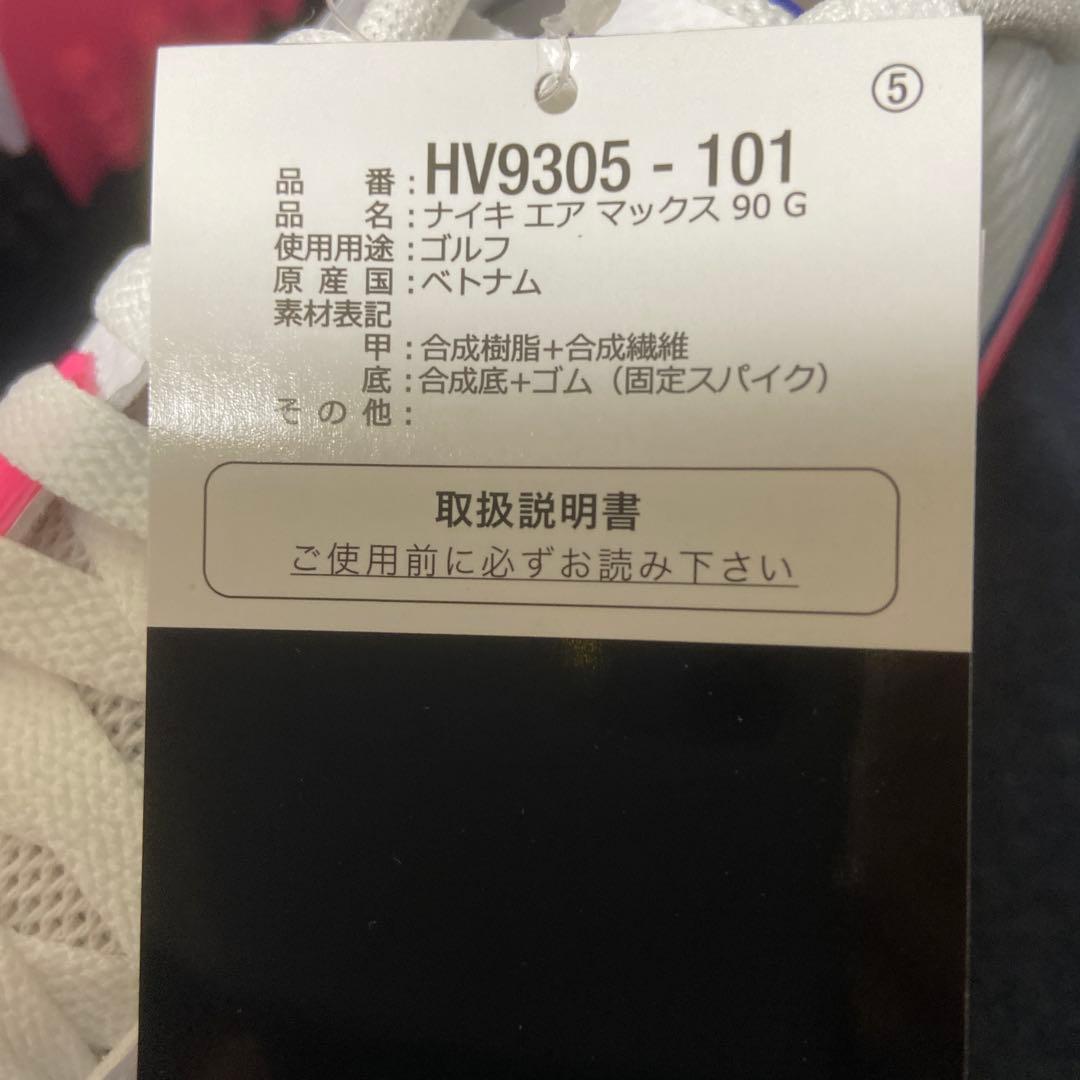 ⑤
品番:HV9305 - 101
品名:ナイキ エア マックス 90 G
使用用途:ゴルフ
原産国:ベトナム
素材表記
甲:合成樹脂+合成繊維
底:合成底+ゴム（固定スパイク）
その他:
取扱説明書
ご使用前に必ずお読み下さい